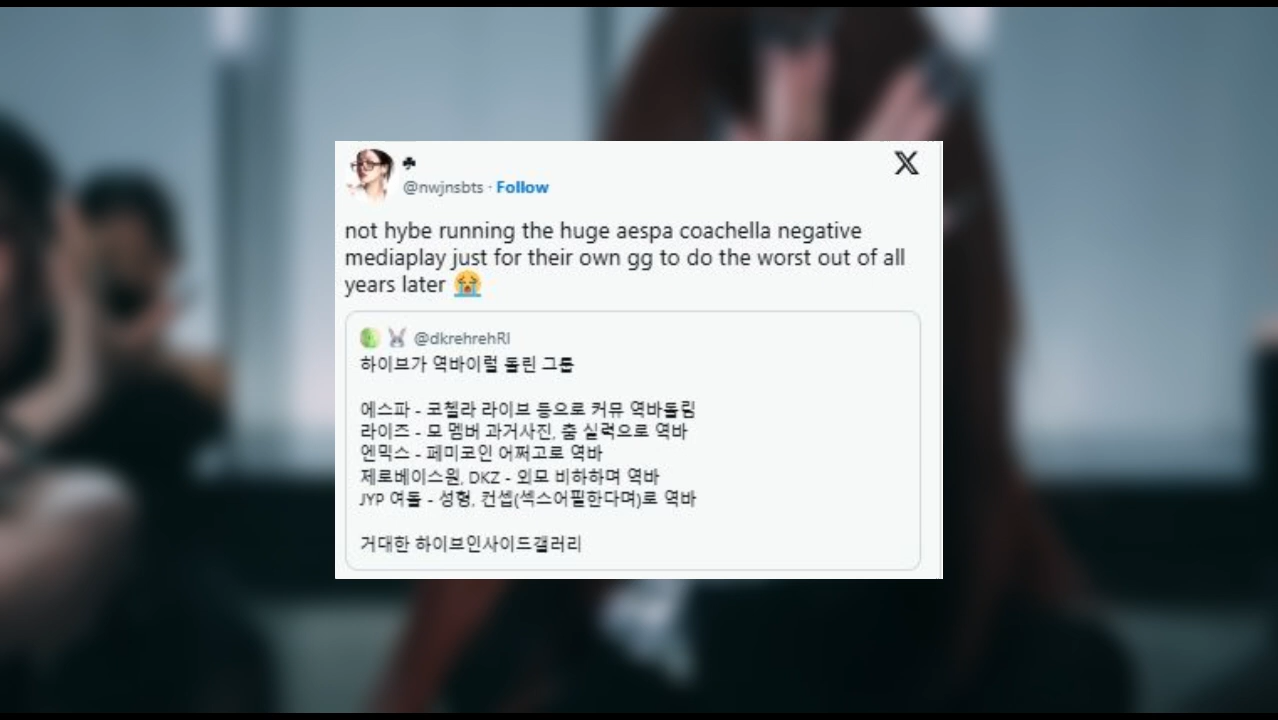 ♣
@nwjnsbts · Follow
not hybe running the huge aespa coachella negative
mediaplay just for their own gg to do the worst out of all
years later 😭
@dkrehrehRl
하이브가 역바이럴 돌린 그룹
에스파 - 코첼라 라이브 등으로 커뮤 역바돌림
라이즈 - 모 멤버 과거사진, 춤 실력으로 역바
엔믹스 - 페미코인 어쩌고로 역바
제로베이스원, DKZ - 외모 비하하며 역바
JYP 여돌 - 성형, 컨셉(섹스어필한다며)로 역바
거대한 하이브인사이드갤러리